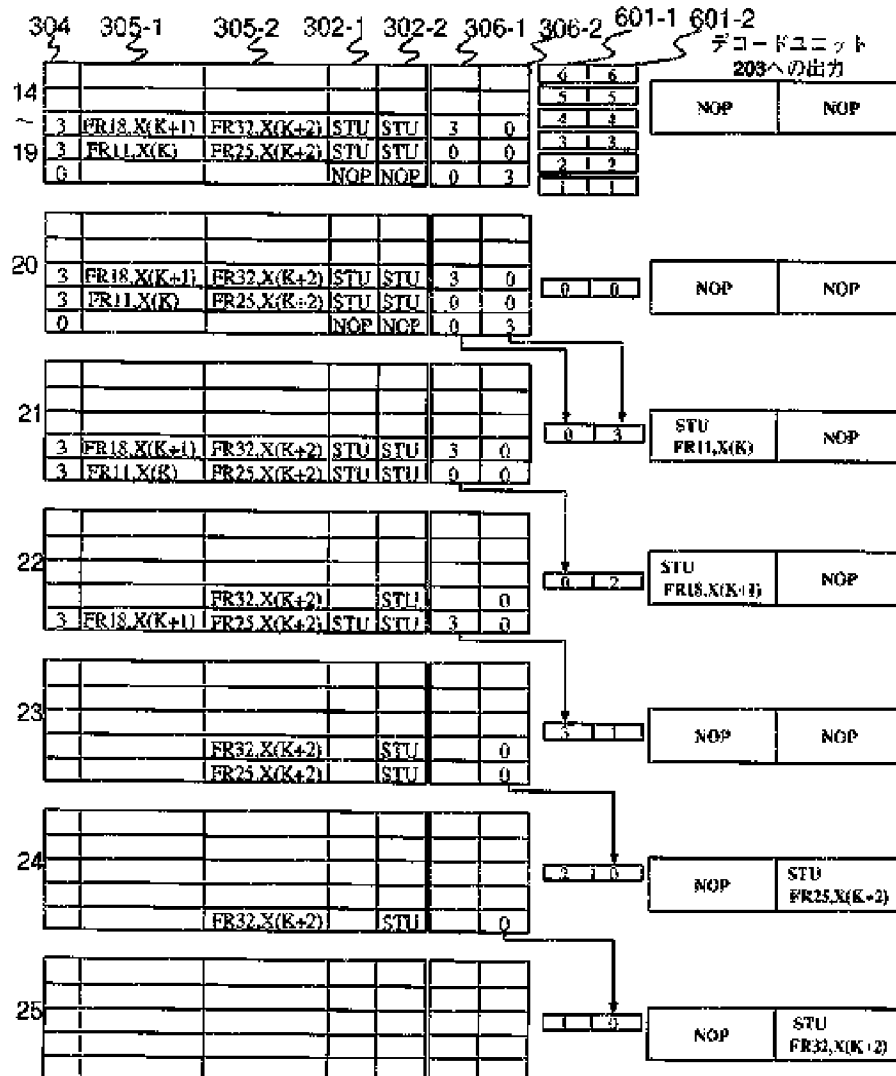 304 305-1 305-2 302-1 302-2 306-1 306-2 601-1 601-2
デコードユニット
203への出力
14
~
19
6 6
5 5
4 4
3 3
2 2
1 1
3 FR18,X(K+1) FR32,X(K+2) STU STU 3 0
3 FR11,X(K) FR25,X(K+2) STU STU 0 0
0 NOP NOP 0 3
NOP NOP
20
3 FR18,X(K+1) FR32,X(K+2) STU STU 3 0
3 FR11,X(K) FR25,X(K+2) STU STU 0 0
0 NOP NOP 0 3
0 0
NOP NOP
21
3 FR18,X(K+1) FR32,X(K+2) STU STU 3 0
3 FR11,X(K) FR25,X(K+2) STU STU 0 0
0 3
STU
FR11,X(K)
NOP
22
FR32,X(K+2) STU 0
3 FR18,X(K+1) FR25,X(K+2) STU STU 3 0
0 2
STU
FR18,X(K+1)
NOP
23
FR32,X(K+2) STU 0
FR25,X(K+2) STU 0
3 1
NOP NOP
24
FR32,X(K+2) STU 0
2 0
NOP
STU
FR25,X(K+2)
25
1 0
NOP
STU
FR32,X(K+2)